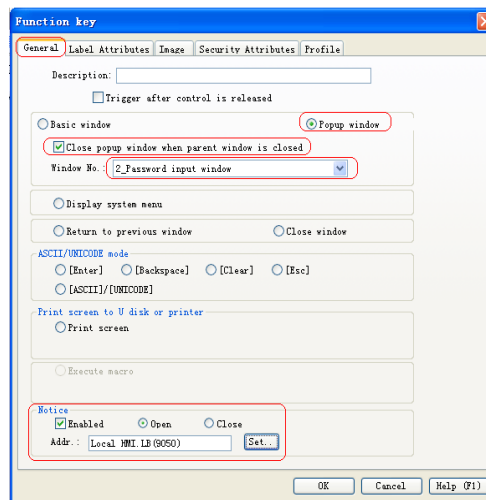 Function key
General Label Attributes Image Security Attributes Profile
Description:
Trigger after control is released
Basic window Popup window
Close popup window when parent window is closed
Window No.: 2_Password input window
Display system menu
Return to previous window Close window
ASCII/UNICODE mode
[Enter] [Backspace] [Clear] [Esc]
[ASCII]/[UNICODE]
Print screen to U disk or printer
Print screen
Execute macro
Notice
Enabled Open Close
Addr.: Local HMI.LB(9050) Set..
OK Cancel Help (F1)